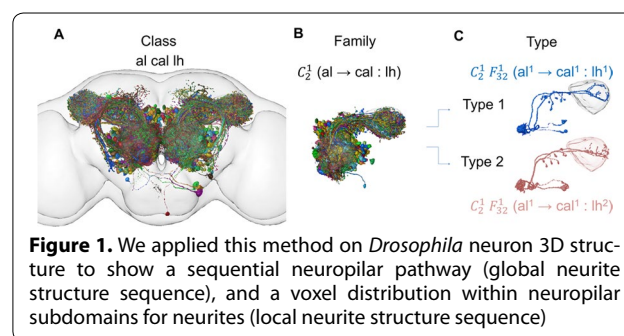 A
Class
al cal lh
B
Family
C₂¹ (al → cal : lh)
C
Type
C₂¹ F₃₂¹ (al¹ → cal¹ : lh¹)
Type 1
Type 2
C₂¹ F₃₂¹ (al¹ → cal¹ : lh²)
Figure 1. We applied this method on Drosophila neuron 3D struc-
ture to show a sequential neuropilar pathway (global neurite
structure sequence), and a voxel distribution within neuropilar
subdomains for neurites (local neurite structure sequence)